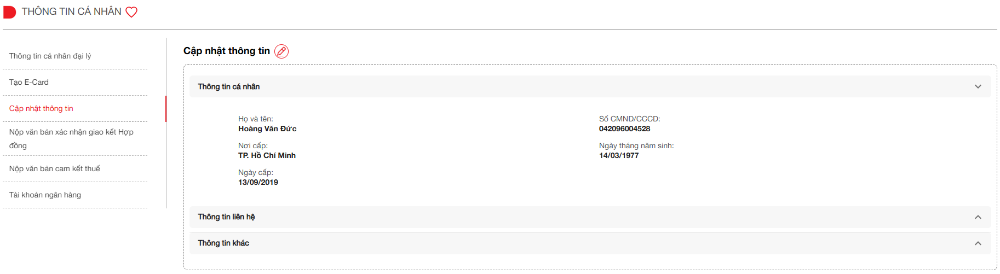 THÔNG TIN CÁ NHÂN
Thông tin cá nhân đại lý
Tạo E-Card
Cập nhật thông tin
Nộp văn bản xác nhận giao kết Hợp
đồng
Nộp văn bản cam kết thuế
Tài khoản ngân hàng
Cập nhật thông tin
Thông tin cá nhân
Họ và tên:
Hoàng Văn Đức
Số CMND/CCCD:
042096004528
Nơi cấp:
TP. Hồ Chí Minh
Ngày tháng năm sinh:
14/03/1977
Ngày cấp:
13/09/2019
Thông tin liên hệ
Thông tin khác